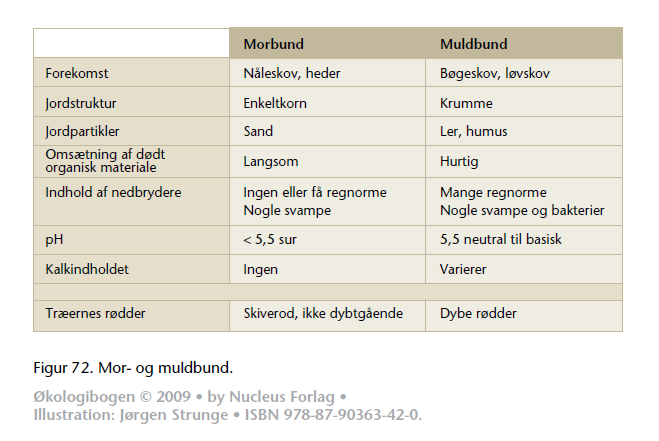 Morbund Muldbund
Forekomst Nåleskov, heder Bøgeskov, løvskov
Jordstruktur Enkeltkorn Krumme
Jordpartikler Sand Ler, humus
Omsætning af dødt
organisk materiale Langsom Hurtig
Indhold af nedbrydere Ingen eller få regnorme Mange regnorme
Nogle svampe Nogle svampe og bakterier
pH < 5,5 sur 5,5 neutral til basisk
Kalkindholdet Ingen Varierer
Træernes rødder Skiverod, ikke dybtgående Dybe rødder
Figur 72. Mor- og muldbund.
Økologibogen © 2009 • by Nucleus Forlag •
Illustration: Jørgen Strunge • ISBN 978-87-90363-42-0.